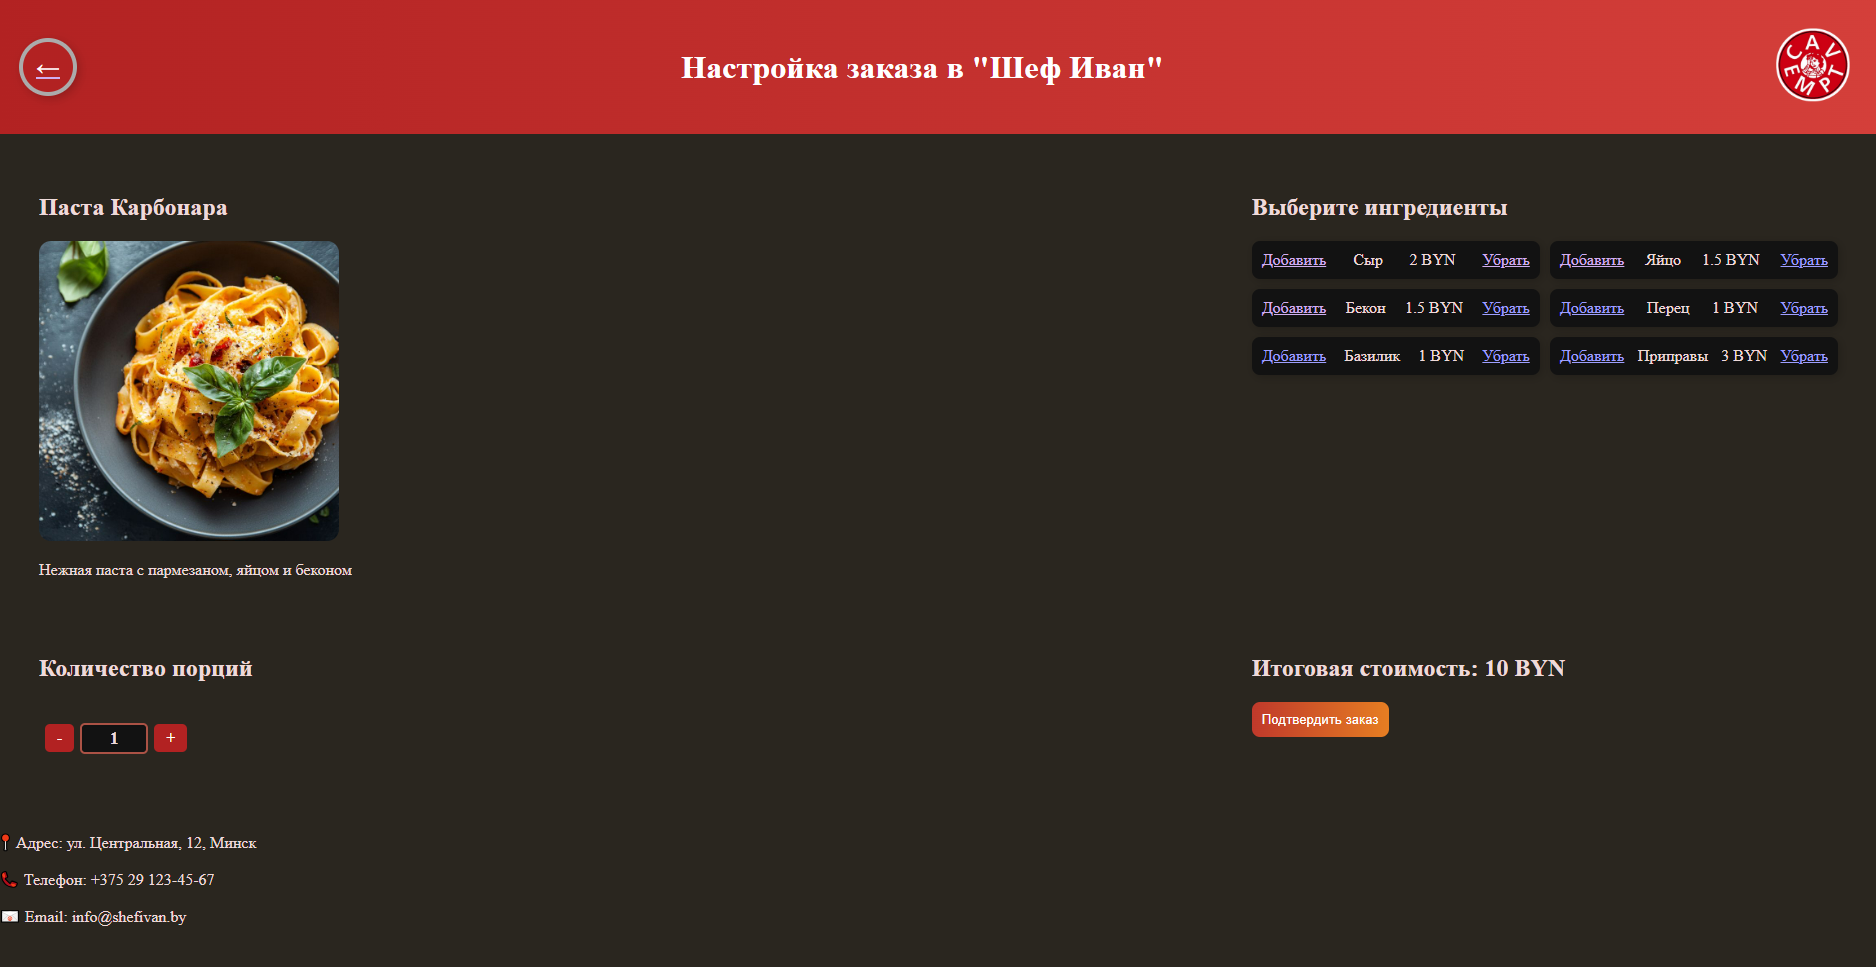 ←
Настройка заказа в "Шеф Иван"
CAV EMPT
Паста Карбонара
Нежная паста с пармезаном, яйцом и беконом
Выберите ингредиенты
Добавить Сыр 2 BYN Убрать
Добавить Яйцо 1.5 BYN Убрать
Добавить Бекон 1.5 BYN Убрать
Добавить Перец 1 BYN Убрать
Добавить Базилик 1 BYN Убрать
Добавить Приправы 3 BYN Убрать
Количество порций
- 1 +
Итоговая стоимость: 10 BYN
Подтвердить заказ
📍 Адрес: ул. Центральная, 12, Минск
📞 Телефон: +375 29 123-45-67
📧 Email: info@shefivan.by